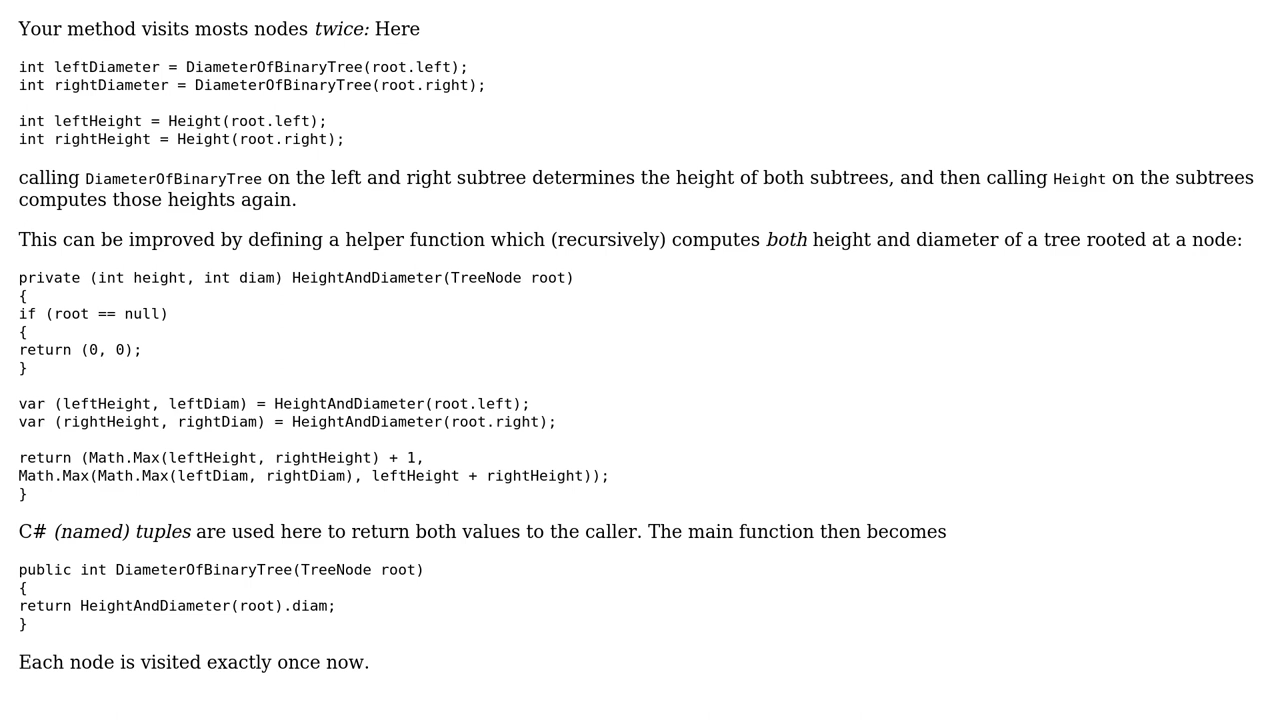 Your method visits mosts nodes twice: Here
int leftDiameter = DiameterOfBinaryTree(root.left);
int rightDiameter = DiameterOfBinaryTree(root.right);
int leftHeight = Height(root.left);
int rightHeight = Height(root.right);
calling DiameterOfBinaryTree on the left and right subtree determines the height of both subtrees, and then calling Height on the subtrees
computes those heights again.
This can be improved by defining a helper function which (recursively) computes both height and diameter of a tree rooted at a node:
private (int height, int diam) HeightAndDiameter(TreeNode root)
{
if (root == null)
{
return (0, 0);
}
var (leftHeight, leftDiam) = HeightAndDiameter(root.left);
var (rightHeight, rightDiam) = HeightAndDiameter(root.right);
return (Math.Max(leftHeight, rightHeight) + 1,
Math.Max(Math.Max(leftDiam, rightDiam), leftHeight + rightHeight));
}
C# (named) tuples are used here to return both values to the caller. The main function then becomes
public int DiameterOfBinaryTree(TreeNode root)
{
return HeightAndDiameter(root).diam;
}
Each node is visited exactly once now.